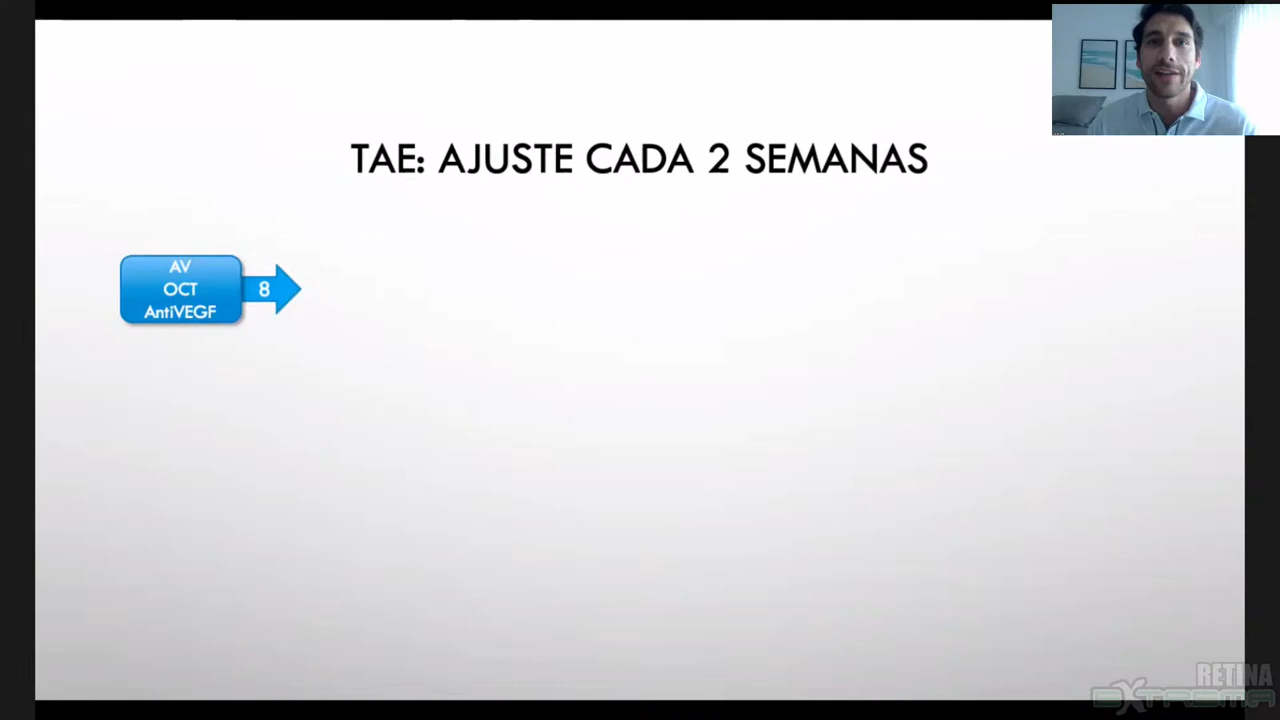 TAE: AJUSTE CADA 2 SEMANAS
AV
OCT
AntiVEGF
8
RETINA
EXTREMA